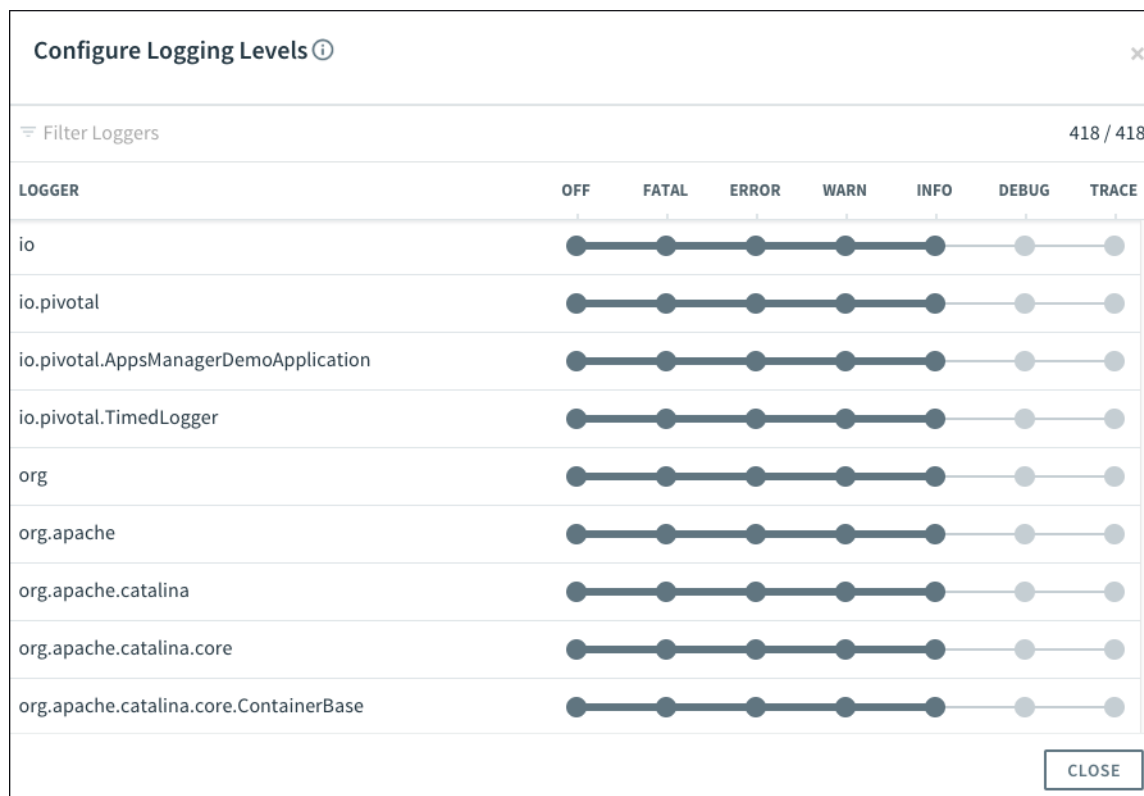 Configure Logging Levels
Filter Loggers 418 / 418
LOGGER OFF FATAL ERROR WARN INFO DEBUG TRACE
io
io.pivotal
io.pivotal.AppsManagerDemoApplication
io.pivotal.TimedLogger
org
org.apache
org.apache.catalina
org.apache.catalina.core
org.apache.catalina.core.ContainerBase
CLOSE